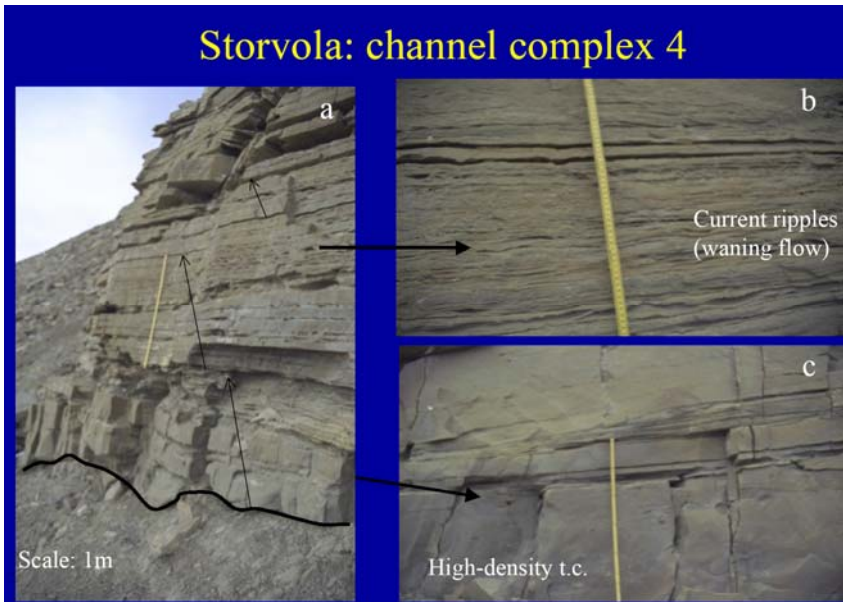 Storvola: channel complex 4
a
b
Current ripples
(waning flow)
c
Scale: 1m
High-density t.c.